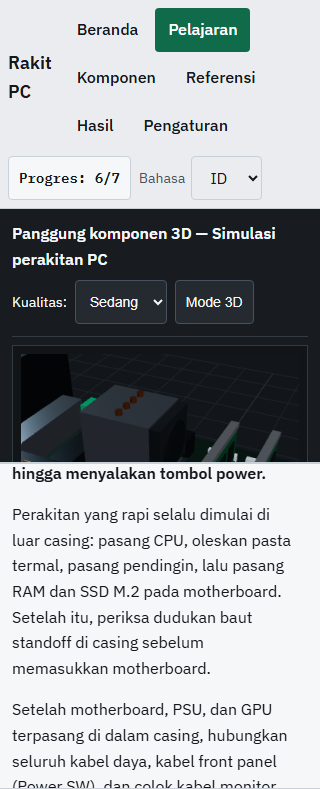 Rakit PC
Beranda
Pelajaran
Komponen
Referensi
Hasil
Pengaturan
Progres: 6/7
Bahasa
ID
Panggung komponen 3D — Simulasi
perakitan PC
Kualitas:
Sedang
Mode 3D
hingga menyalakan tombol power.
Perakitan yang rapi selalu dimulai di
luar casing: pasang CPU, oleskan pasta
termal, pasang pendingin, lalu pasang
RAM dan SSD M.2 pada motherboard.
Setelah itu, periksa dudukan baut
standoff di casing sebelum
memasukkan motherboard.
Setelah motherboard, PSU, dan GPU
terpasang di dalam casing, hubungkan
seluruh kabel daya, kabel front panel
(Power SW), dan colok kabel monitor